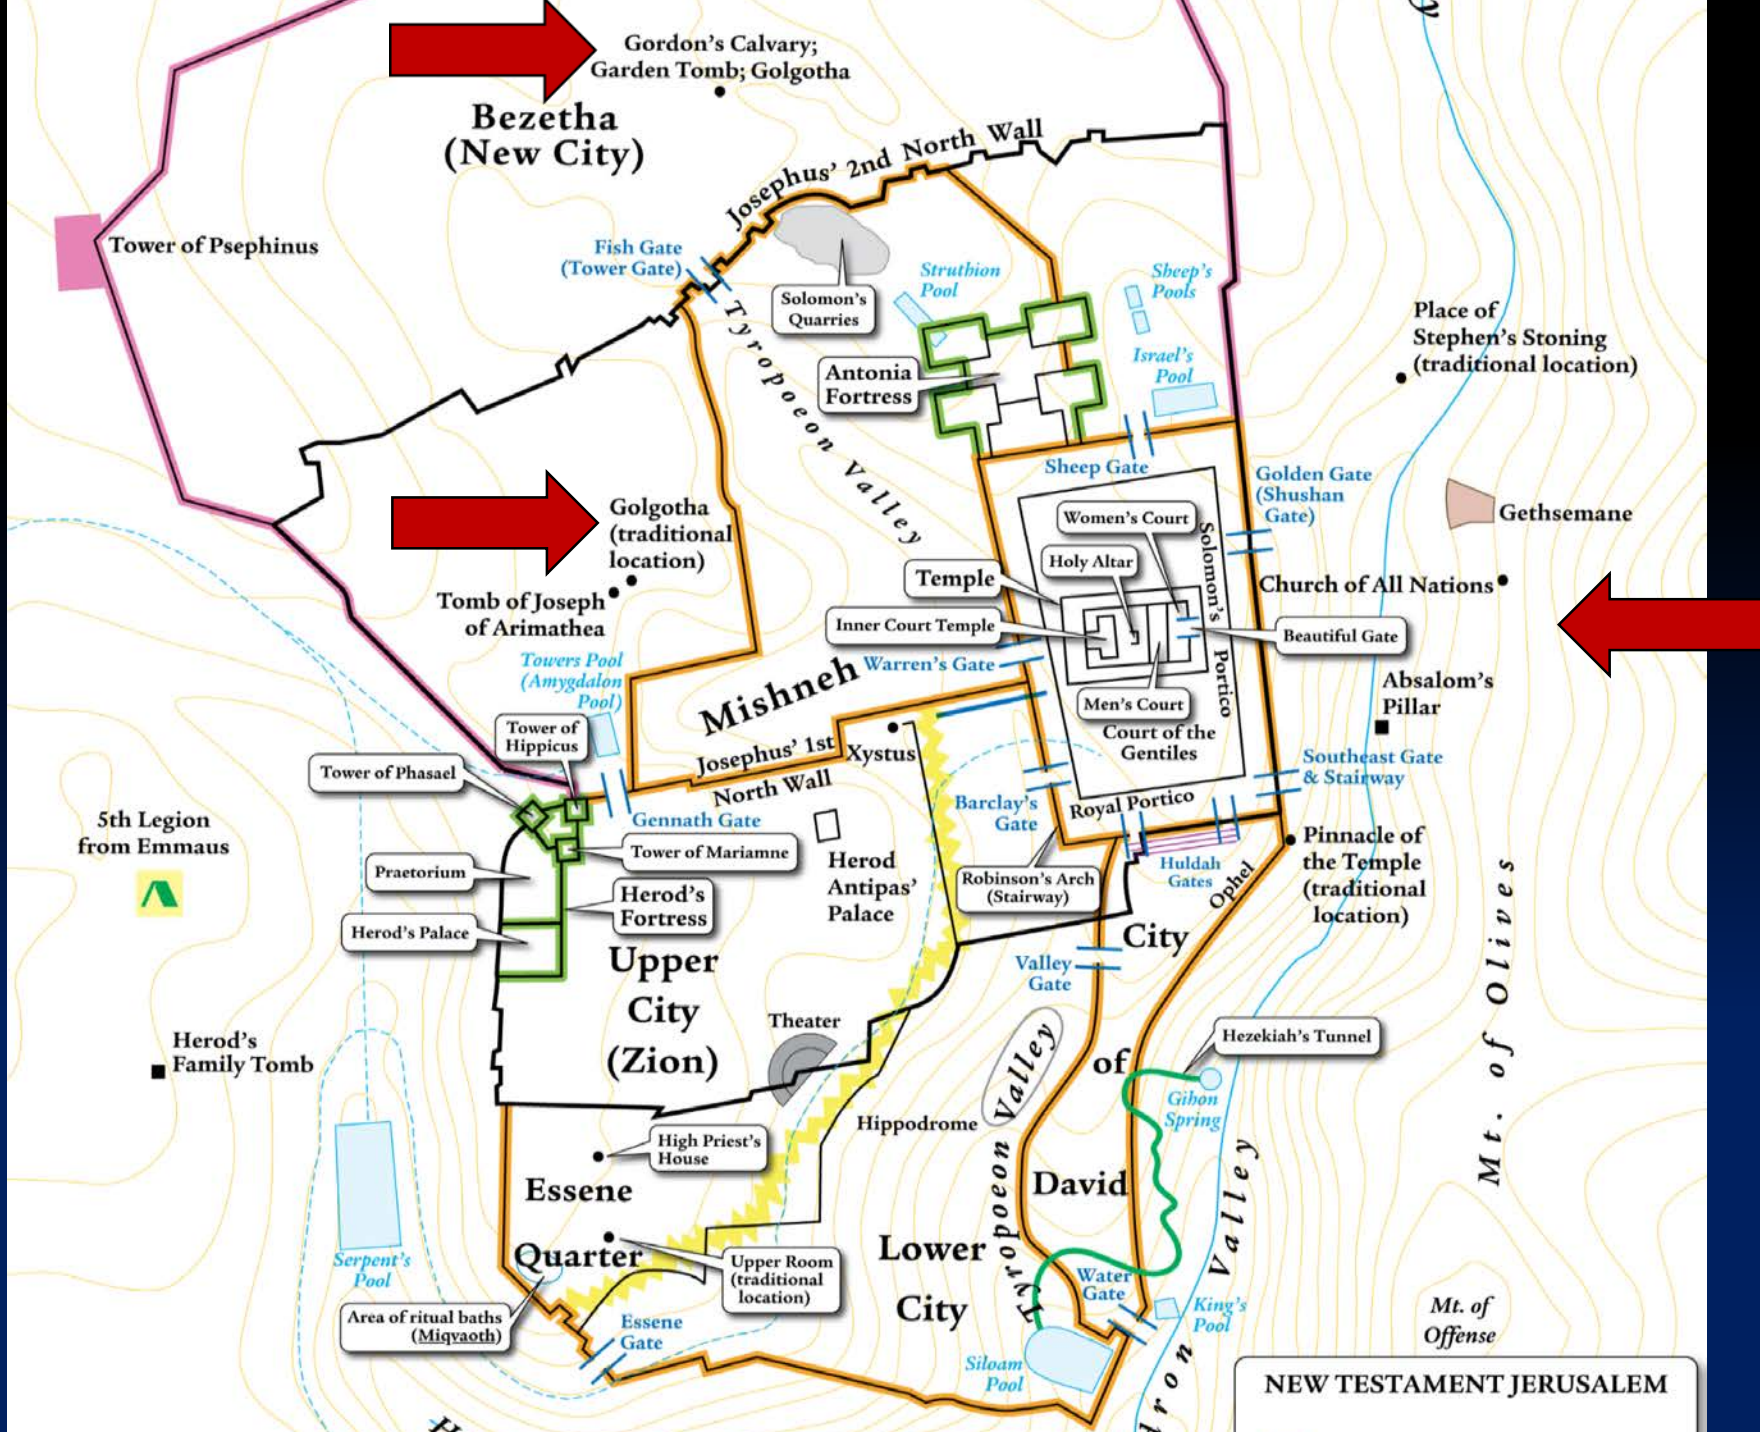 Gordon's Calvary;
Garden Tomb; Golgotha
Bezetha
(New City)
Josephus' 2nd North Wall
Tower of Psephinus
Fish Gate
(Tower Gate)
Solomon's
Quarries
Struthion
Pool
Sheep's
Pools
Israel's
Pool
Antonia
Fortress
Tyropoeon Valley
Place of
Stephen's Stoning
(traditional location)
Sheep Gate
Golden Gate
(Shushan
Gate)
Gethsemane
Golgotha
(traditional
location)
Tomb of Joseph
of Arimathea
Women's Court
Holy Altar
Solomon's Portico
Temple
Inner Court Temple
Church of All Nations
Beautiful Gate
Warren's Gate
Men's Court
Court of the
Gentiles
Absalom's
Pillar
Towers Pool
(Amygdalon
Pool)
Mishneh
Tower of
Hippicus
Tower of Phasael
Josephus' 1st
North Wall
Xystus
Gennath Gate
Barclay's
Gate
Royal Portico
Southeast Gate
& Stairway
5th Legion
from Emmaus
Praetorium
Tower of Mariamne
Herod's
Fortress
Herod's Palace
Herod
Antipas'
Palace
Robinson's Arch
(Stairway)
Huldah
Gates
Ophel
Pinnacle of
the Temple
(traditional
location)
Upper
City
(Zion)
Valley
Gate
City
of
David
Theater
Herod's
Family Tomb
Hezekiah's Tunnel
Gihon
Spring
Mt. of Olives
Hippodrome
Tyropoeon Valley
High Priest's
House
Essene
Quarter
Upper Room
(traditional
location)
Serpent's
Pool
Area of ritual baths
(Miqvaoth)
Essene
Gate
Lower
City
Water
Gate
King's
Pool
Siloam
Pool
Valley
Mt. of
Offense
NEW TESTAMENT JERUSALEM